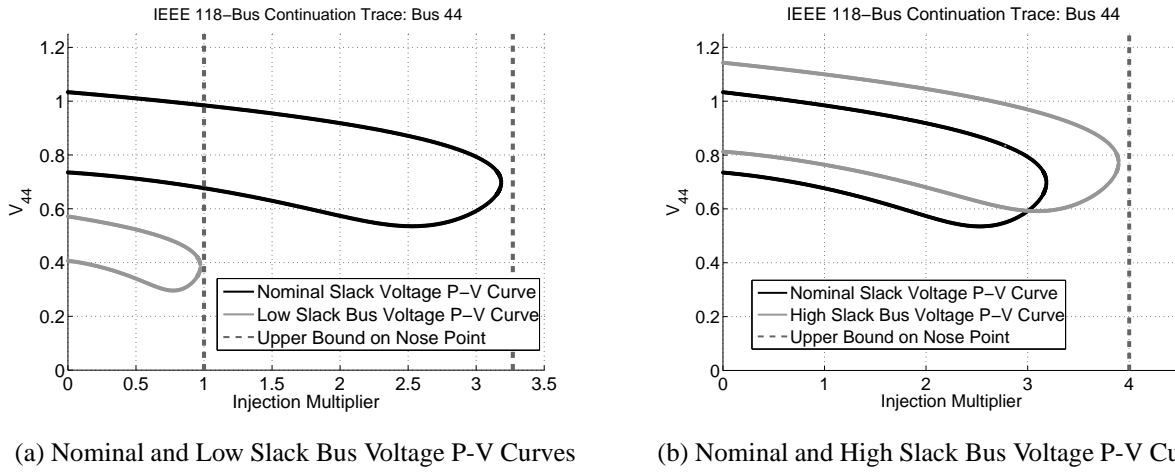 IEEE 118−Bus Continuation Trace: Bus 44
1.2
1
0.8
0.6
0.4
0.2
0
V44
Nominal Slack Voltage P−V Curve
Low Slack Bus Voltage P−V Curve
Upper Bound on Nose Point
0 0.5 1 1.5 2 2.5 3 3.5
Injection Multiplier
(a) Nominal and Low Slack Bus Voltage P-V Curves
IEEE 118−Bus Continuation Trace: Bus 44
1.2
1
0.8
0.6
0.4
0.2
0
V44
Nominal Slack Voltage P−V Curve
High Slack Bus Voltage P−V Curve
Upper Bound on Nose Point
0 1 2 3 4
Injection Multiplier
(b) Nominal and High Slack Bus Voltage P-V Cu